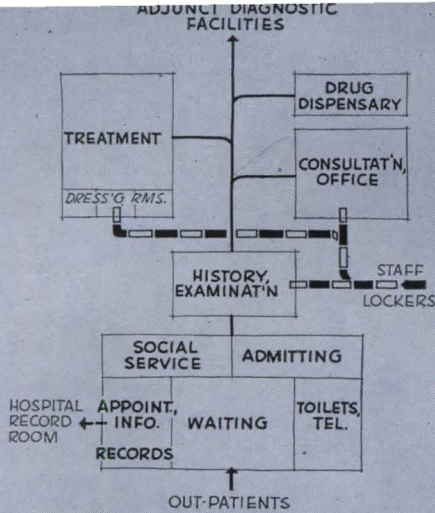 ADJUNCT DIAGNOSTIC
FACILITIES
DRUG
DISPENSARY
TREATMENT
CONSULTAT'N,
OFFICE
DRESS'G RMS.
HISTORY,
EXAMINAT'N
STAFF
LOCKERS
SOCIAL
SERVICE
ADMITTING
HOSPITAL
RECORD
ROOM
APPOINT.,
INFO.
RECORDS
WAITING
TOILETS,
TEL.
OUT-PATIENTS